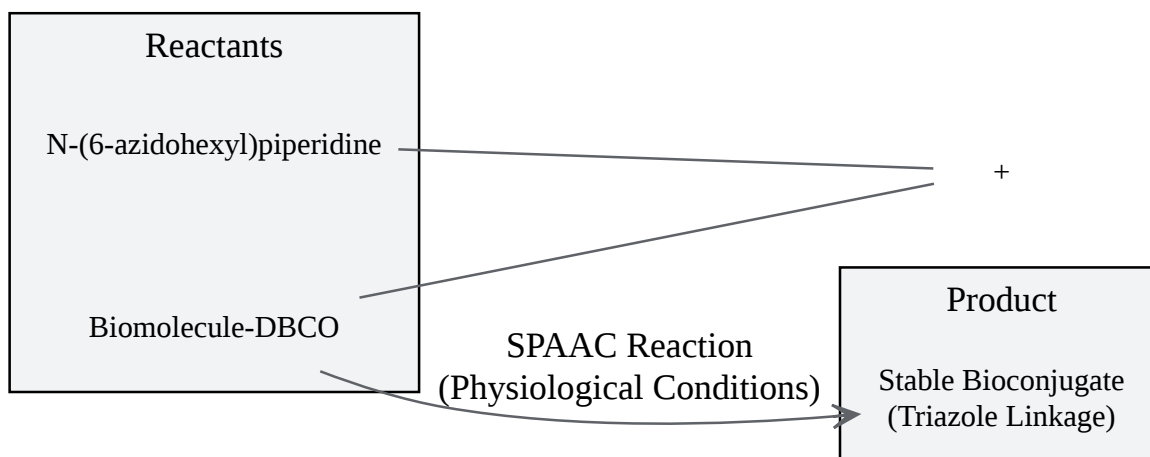 Reactants
N-(6-azidohexyl)piperidine
+
Biomolecule-DBCO
SPAAC Reaction
(Physiological Conditions)
Product
Stable Bioconjugate
(Triazole Linkage)